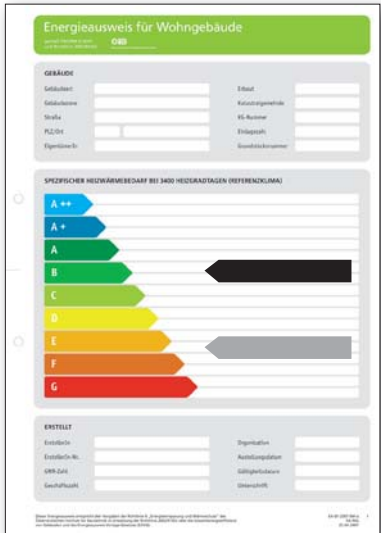 Energieausweis für Wohngebäude
OIB
GEBÄUDE
Gebäudeart
Erbaut
Gebäudezone
Katastralgemeinde
Straße
KG-Nummer
PLZ/Ort
Einlagezahl
EigentümerIn
Grundstücksnummer
SPEZIFISCHER HEIZWÄRMEBEDARF BEI 3400 HEIZGRADTAGEN (REFERENZKLIMA)
A ++
A +
A
B
C
D
E
F
G
ERSTELLT
ErstellerIn
Organisation
ErstellerIn-Nr.
Ausstellungsdatum
GWR-Zahl
Gültigkeitsdatum
Geschäftszahl
Unterschrift